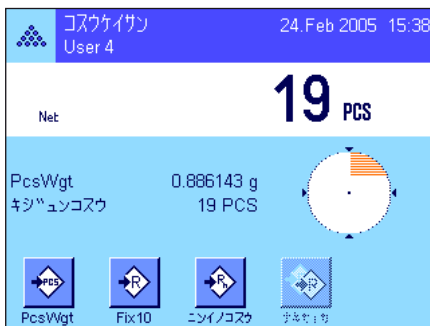 コスウケイサン 24.Feb 2005 15:38
User 4
Net 19 PCS
PcsWgt 0.886143 g
キジュンコスウ 19 PCS
PCS R Rn R
PcsWgt Fix10 ニンイノコスウ